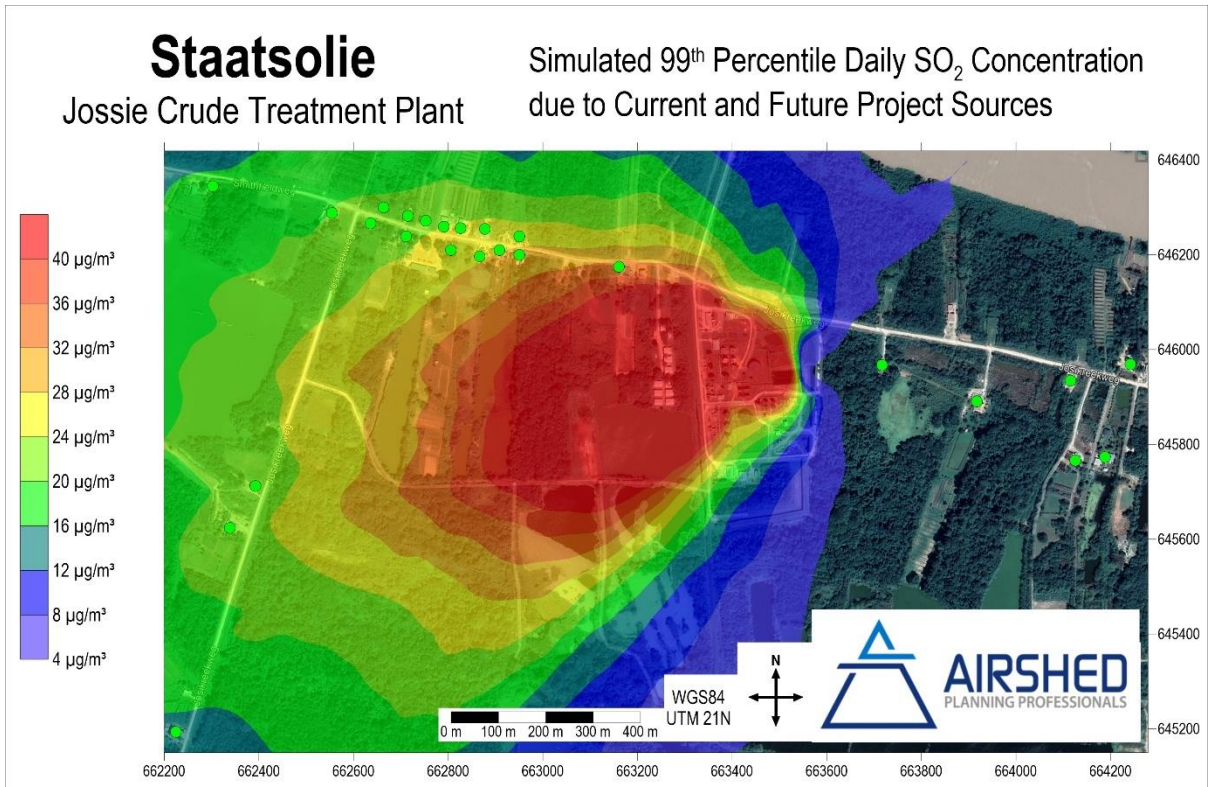 Staatsolie
Jossie Crude Treatment Plant
Simulated 99th Percentile Daily SO₂ Concentration
due to Current and Future Project Sources
40 µg/m³
36 µg/m³
32 µg/m³
28 µg/m³
24 µg/m³
20 µg/m³
16 µg/m³
12 µg/m³
8 µg/m³
4 µg/m³
646400
646200
646000
645800
645600
645400
645200
N
WGS84
UTM 21N
0 m 100 m 200 m 300 m 400 m
AIRSHED
PLANNING PROFESSIONALS
662200 662400 662600 662800 663000 663200 663400 663600 663800 664000 664200